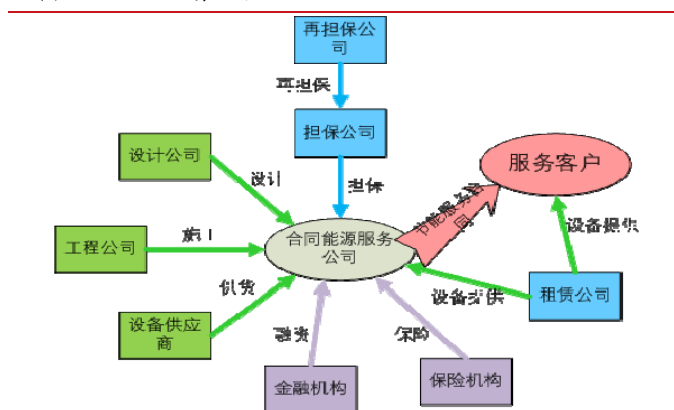 再担保公
司
再担保
担保公司
设计公司
服务客户
设计
担保
节能服务合
同
设备提供
工程公司
施工
合同能源服务
公司
供货
设备提供
租赁公司
设备供应
商
融资
保险
金融机构
保险机构